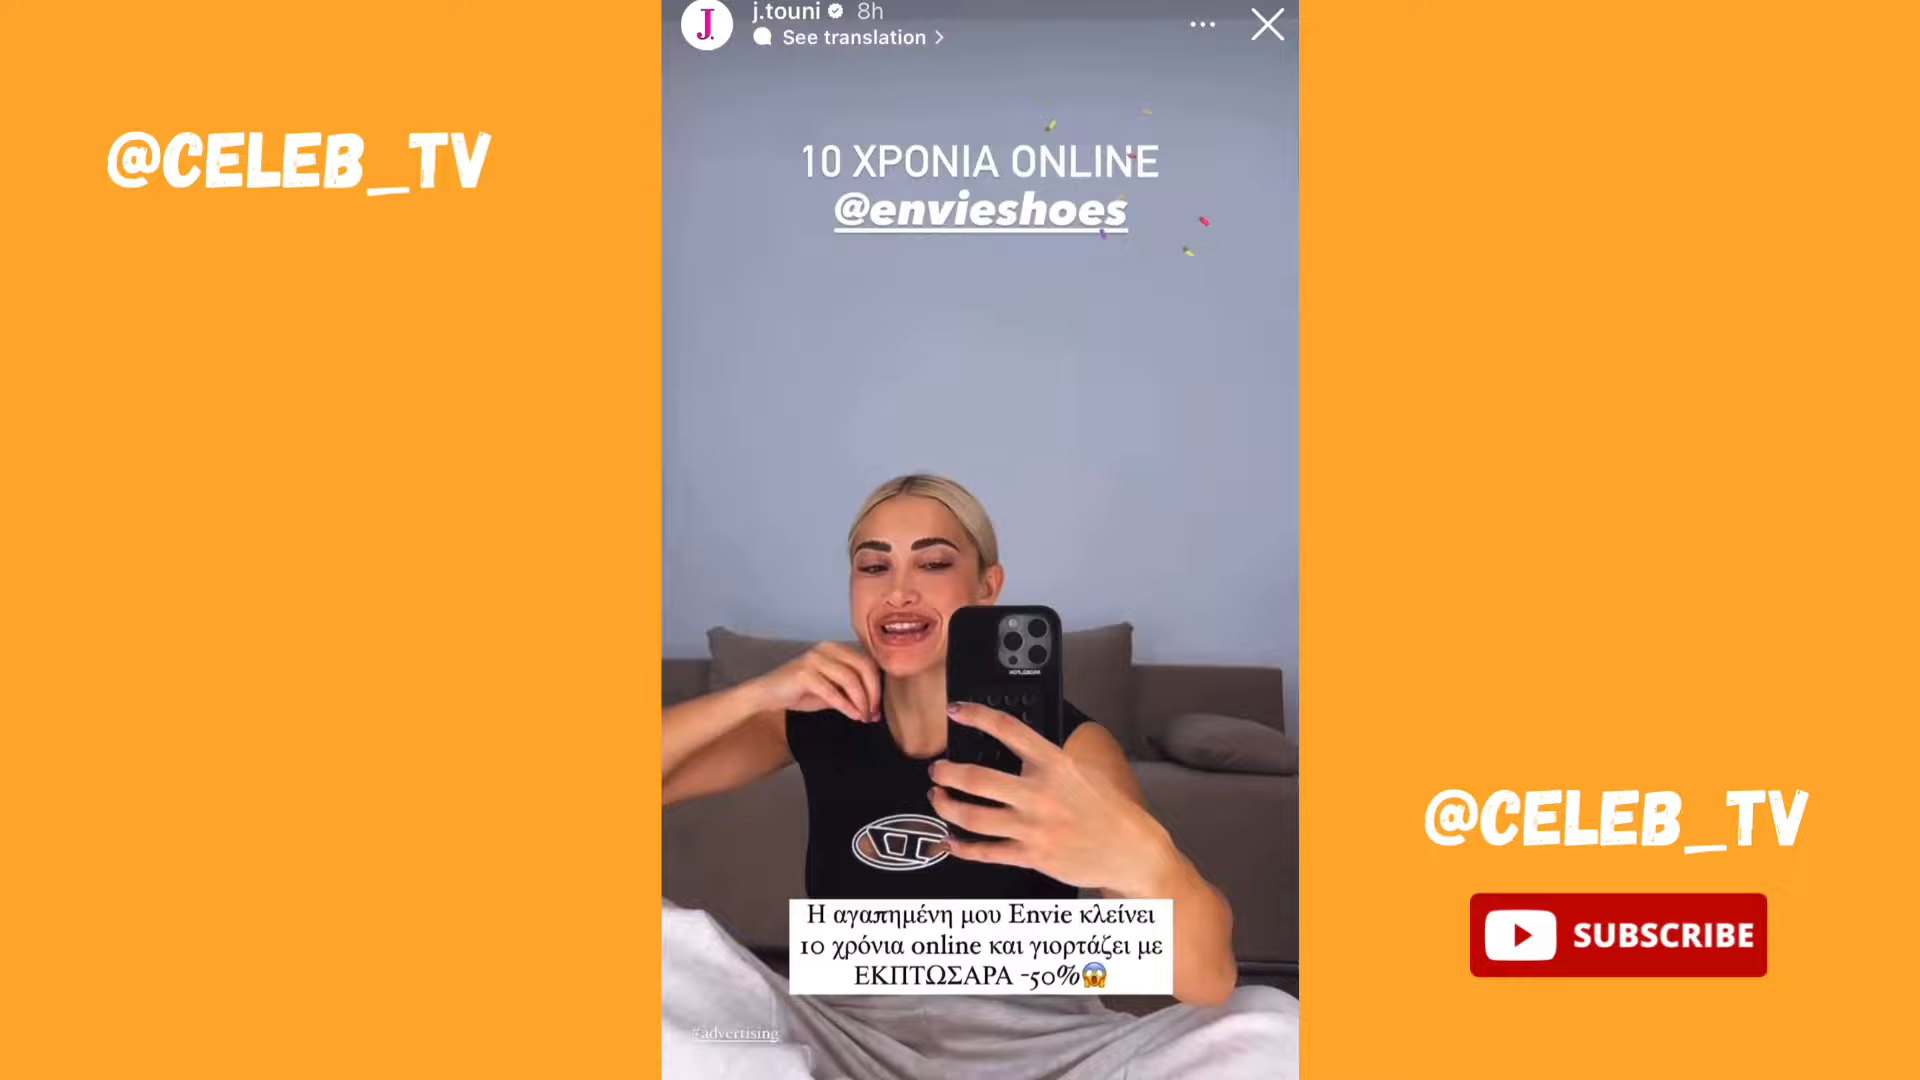 @CELEB_TV
J.
j.touni 8h
See translation
10 ΧΡΟΝΙΑ ONLINE
@envieshoes
Η αγαπημένη μου Envie κλείνει
10 χρόνια online και γιορτάζει με
ΕΚΠΤΩΣΑΡΑ -50%😱
#advertising
@CELEB_TV
SUBSCRIBE